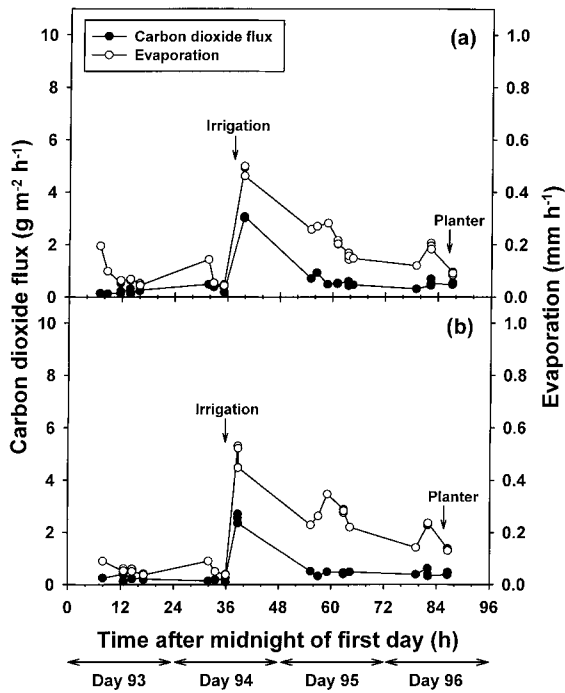 Carbon dioxide flux
Evaporation
(a)
10
8
6
4
2
0
1.0
0.8
0.6
0.4
0.2
0.0
Irrigation
Planter
Carbon dioxide flux (g m⁻² h⁻¹)
Evaporation (mm h⁻¹)
(b)
10
8
6
4
2
0
1.0
0.8
0.6
0.4
0.2
0.0
Irrigation
Planter
0 12 24 36 48 60 72 84 96
Time after midnight of first day (h)
Day 93 Day 94 Day 95 Day 96